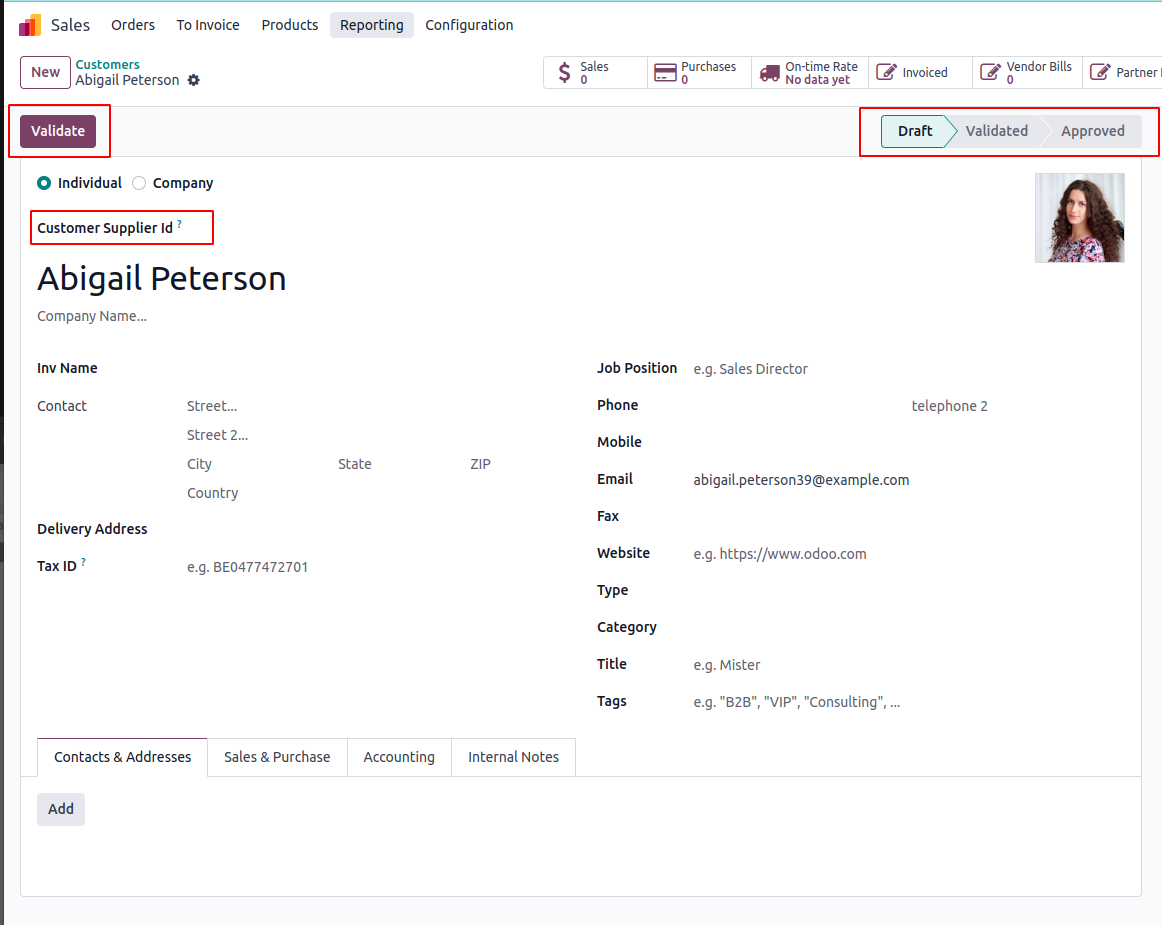 Sales Orders To Invoice Products Reporting Configuration
New Customers
Abigail Peterson
Sales 0
Purchases 0
On-time Rate No data yet
Invoiced
Vendor Bills 0
Partner
Validate
Draft Validated Approved
Individual Company
Customer Supplier Id ?
Abigail Peterson
Company Name...
Inv Name
Contact Street...
Street 2...
City State ZIP
Country
Delivery Address
Tax ID ? e.g. BE0477472701
Job Position e.g. Sales Director
Phone telephone 2
Mobile
Email abigail.peterson39@example.com
Fax
Website e.g. https://www.odoo.com
Type
Category
Title e.g. Mister
Tags e.g. "B2B", "VIP", "Consulting", ...
Contacts & Addresses Sales & Purchase Accounting Internal Notes
Add